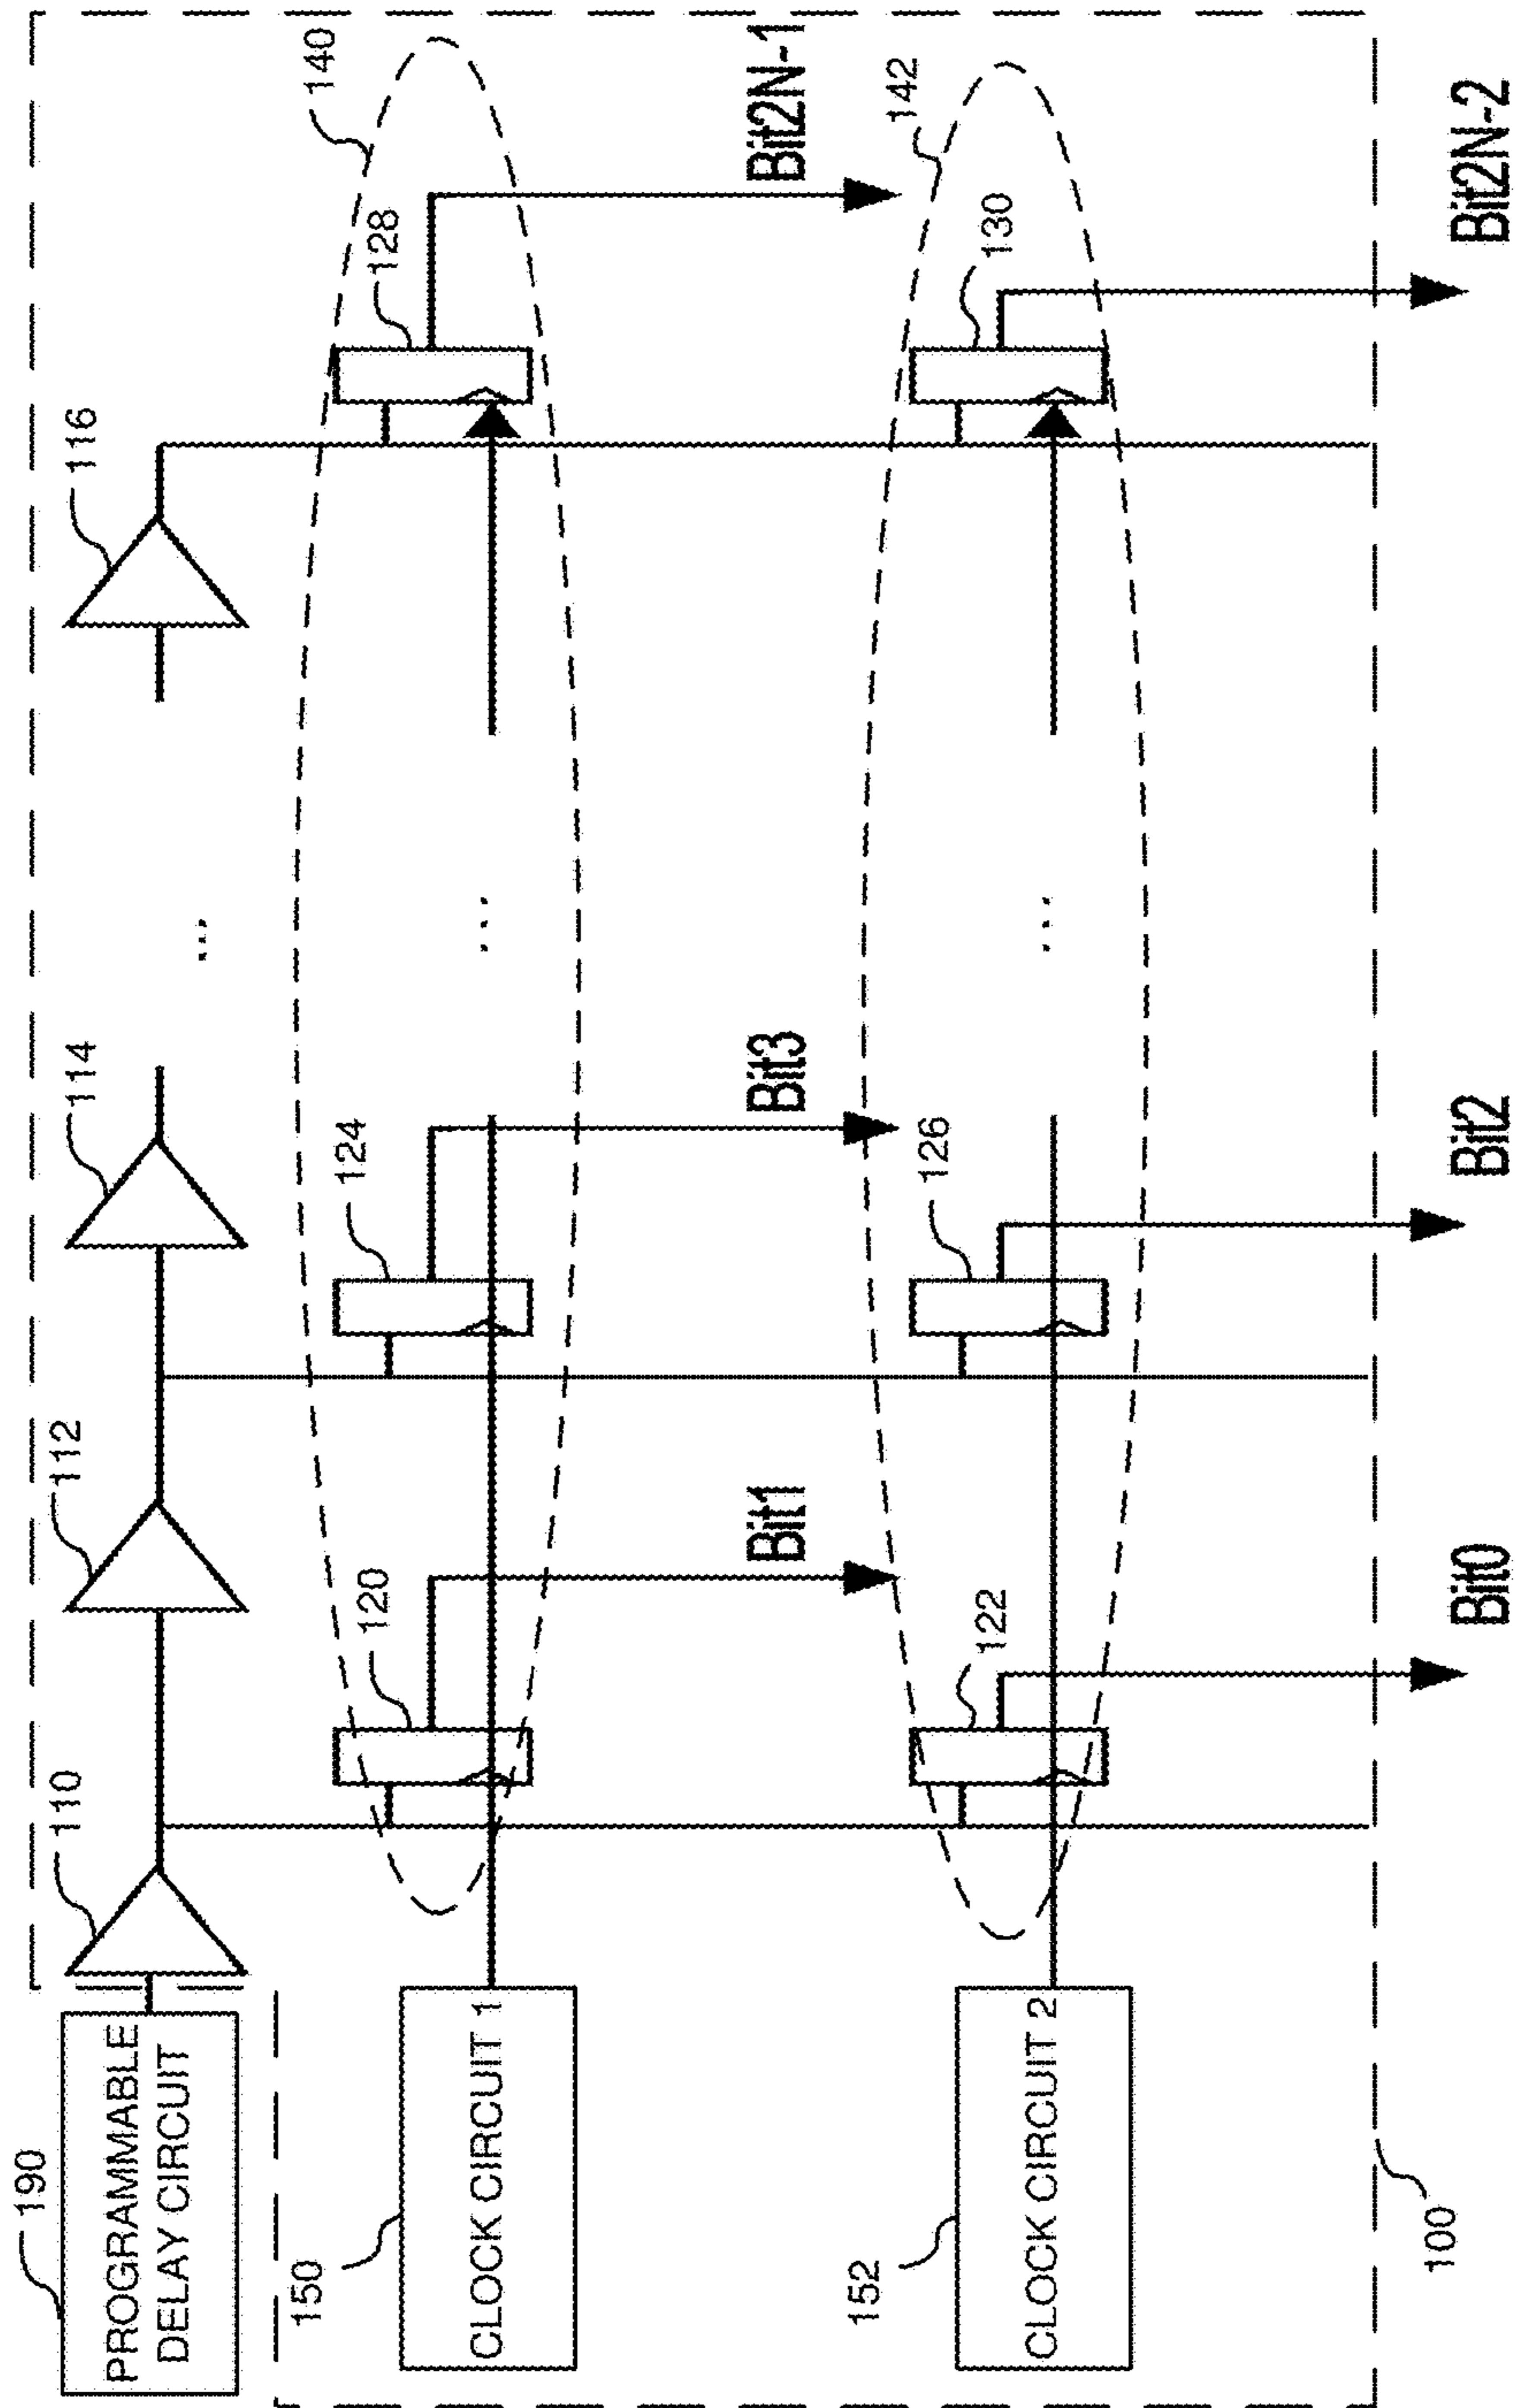 190
PROGRAMMABLE
DELAY CIRCUIT
110
112
114
...
116
140
150
CLOCK CIRCUIT 1
120
124
...
128
Bit1
Bit3
Bit2N-1
142
152
CLOCK CIRCUIT 2
122
126
...
130
100
Bit0
Bit2
Bit2N-2